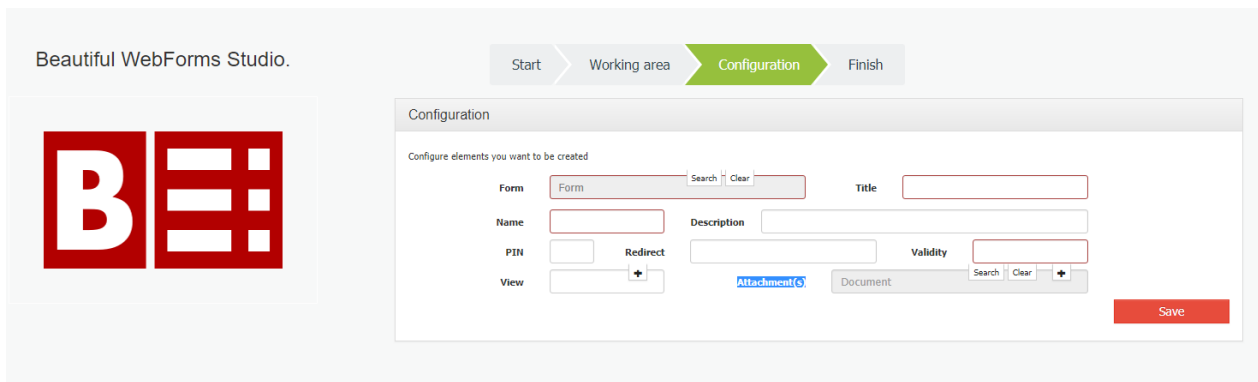 Beautiful WebForms Studio.
Start Working area Configuration Finish
Configuration
Configure elements you want to be created
Form Form Search Clear Title
Name Description
PIN Redirect Validity
View Attachment(s) Document Search Clear
Save
B